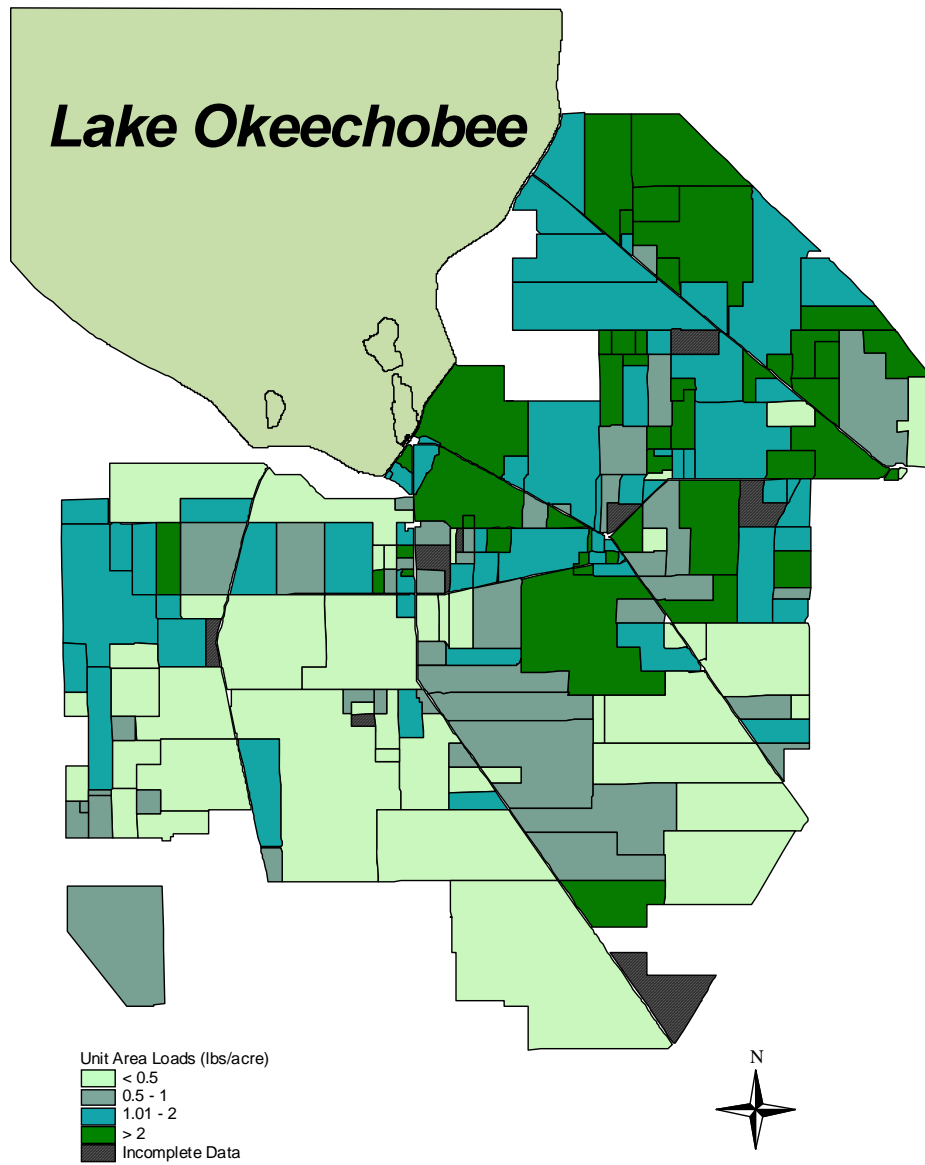 Lake Okeechobee
Unit Area Loads (lbs/acre)
< 0.5
0.5 - 1
1.01 - 2
> 2
Incomplete Data
N